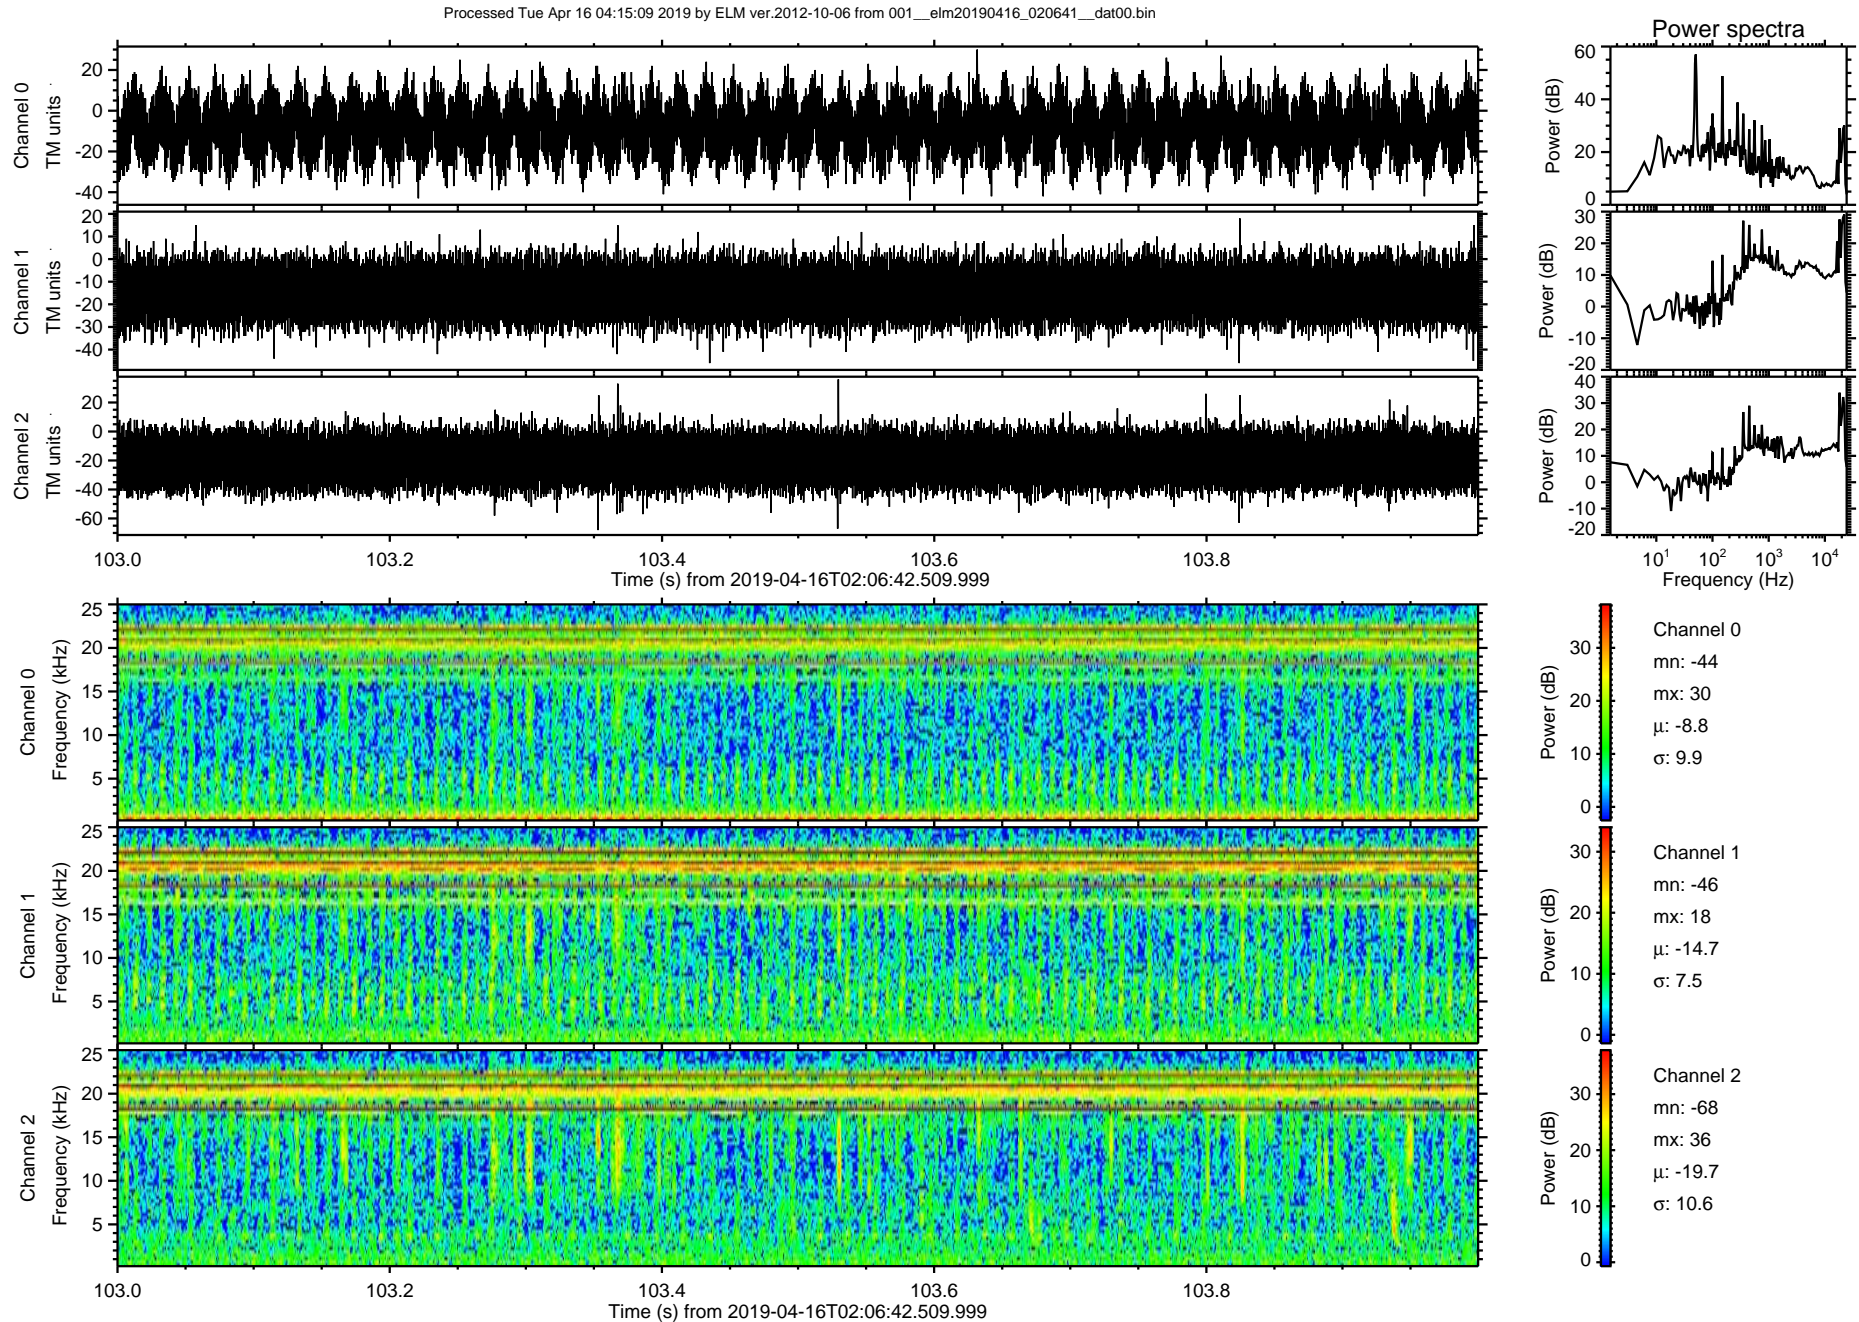 Processed Tue Apr 16 04:15:09 2019 by ELM ver.2012-10-06 from 001__elm20190416_020641__dat00.bin
Power spectra
Channel 0
TM units
20
0
-20
-40
Power (dB)
60
40
20
0
Channel 1
TM units
20
10
0
-10
-20
-30
-40
Power (dB)
30
20
10
0
-10
-20
Channel 2
TM units
20
0
-20
-40
-60
Power (dB)
40
30
20
10
0
-10
-20
103.0 103.2 103.4 103.6 103.8
Time (s) from 2019-04-16T02:06:42.509.999
10^1 10^2 10^3 10^4
Frequency (Hz)
Channel 0
Frequency (kHz)
25
20
15
10
5
Power (dB)
30
20
10
0
Channel 0
mn: -44
mx: 30
μ: -8.8
σ: 9.9
Channel 1
Frequency (kHz)
25
20
15
10
5
Power (dB)
30
20
10
0
Channel 1
mn: -46
mx: 18
μ: -14.7
σ: 7.5
Channel 2
Frequency (kHz)
25
20
15
10
5
Power (dB)
30
20
10
0
Channel 2
mn: -68
mx: 36
μ: -19.7
σ: 10.6
103.0 103.2 103.4 103.6 103.8
Time (s) from 2019-04-16T02:06:42.509.999